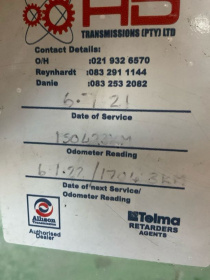 HD
TRANSMISSIONS (PTY) LTD
Contact Details:
O/H :021 932 6570
Reynhardt :083 291 1144
Danie :083 253 2082
6.7 21
Date of Service
Odometer Reading
Date of next Service/
Odometer Reading
Allison
Transmission
Authorised
Dealer
Telma
RETARDERS
AGENTS